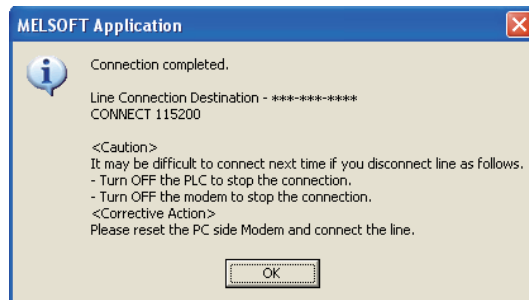 MELSOFT Application
Connection completed.
Line Connection Destination - ***-***-****
CONNECT 115200
<Caution>
It may be difficult to connect next time if you disconnect line as follows.
- Turn OFF the PLC to stop the connection.
- Turn OFF the modem to stop the connection.
<Corrective Action>
Please reset the PC side Modem and connect the line.
OK